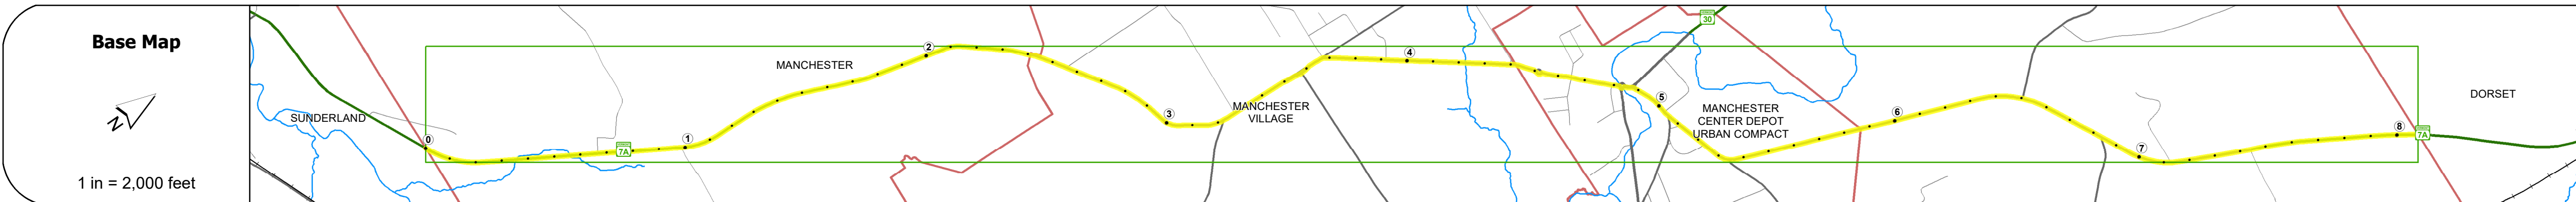 Base Map
N
1 in = 2,000 feet
SUNDERLAND
0
7A
1
MANCHESTER
2
3
MANCHESTER
VILLAGE
4
30
5
MANCHESTER
CENTER DEPOT
URBAN COMPACT
6
7
8
7A
DORSET